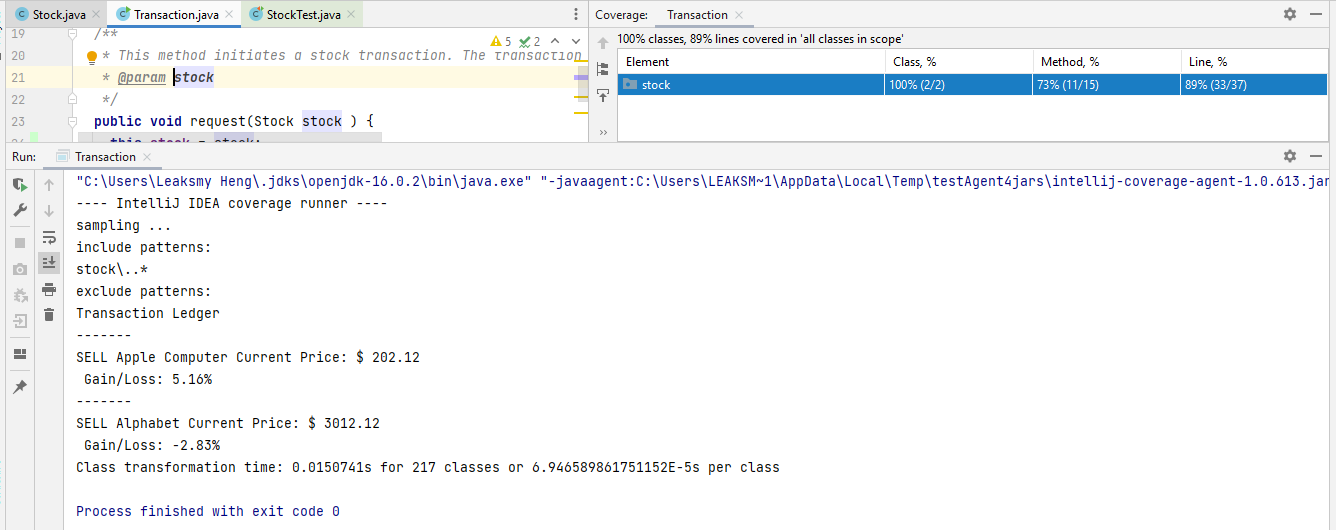 Stock.java Transaction.java StockTest.java
Coverage: Transaction
19 /**
5 2
20 * This method initiates a stock transaction. The transaction
21 * @param stock
22 */
23 public void request(Stock stock ) {
24 this.stock = stock;
100% classes, 89% lines covered in 'all classes in scope'
Element Class, % Method, % Line, %
stock 100% (2/2) 73% (11/15) 89% (33/37)
Run: Transaction
"C:\Users\Leaksmy Heng\.jdks\openjdk-16.0.2\bin\java.exe" "-javaagent:C:\Users\LEAKSM~1\AppData\Local\Temp\testAgent4jars\intellij-coverage-agent-1.0.613.jar
---- IntelliJ IDEA coverage runner ----
sampling ...
include patterns:
stock\..*
exclude patterns:
Transaction Ledger
-------
SELL Apple Computer Current Price: $ 202.12
Gain/Loss: 5.16%
-------
SELL Alphabet Current Price: $ 3012.12
Gain/Loss: -2.83%
Class transformation time: 0.0150741s for 217 classes or 6.946589861751152E-5s per class
Process finished with exit code 0